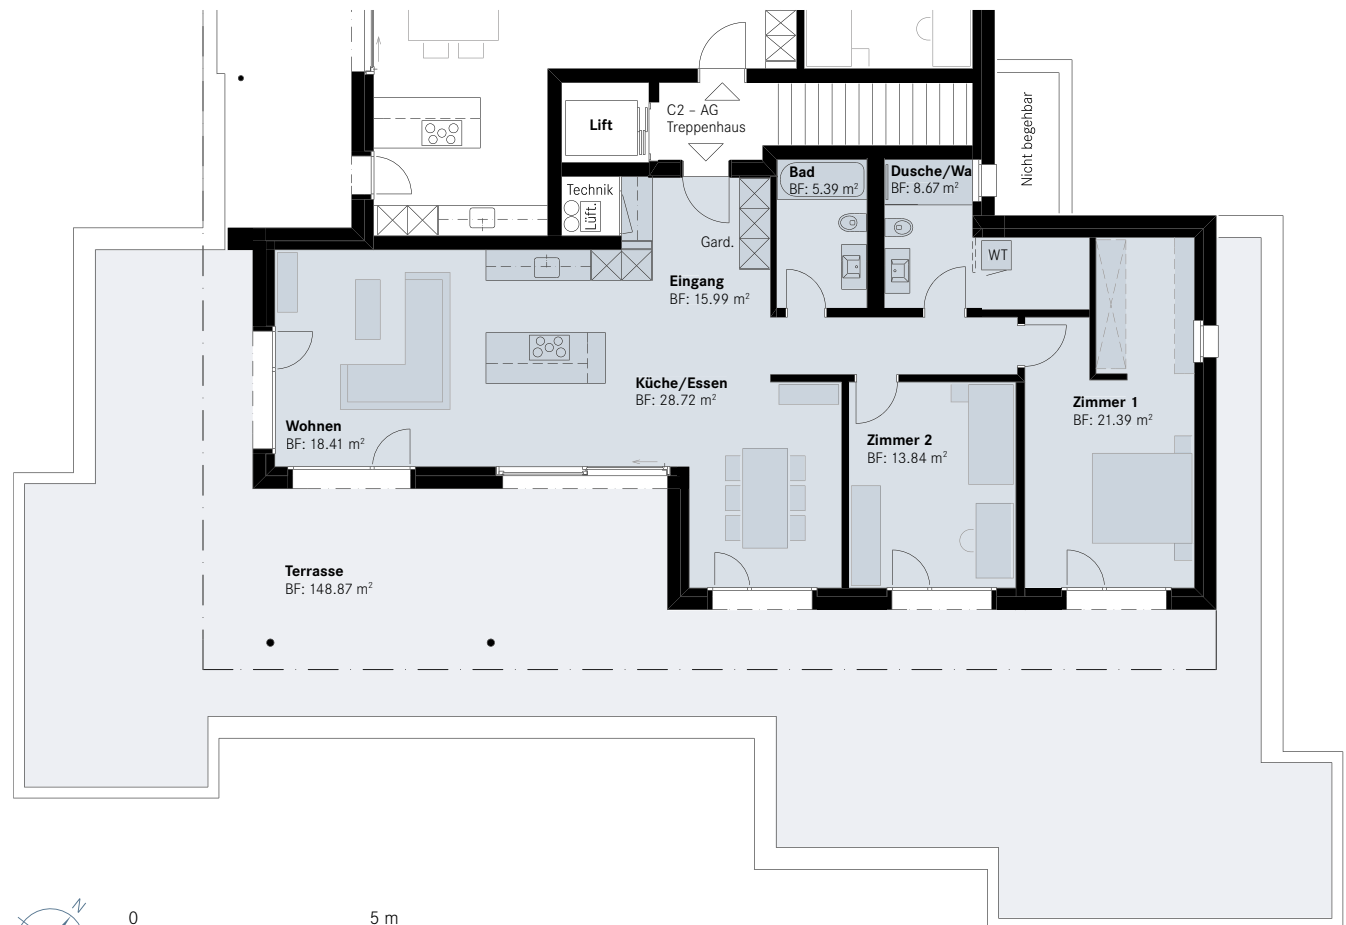 Lift
C2 – AG
Treppenhaus
Nicht begehbar
Technik
Lüft.
Bad
BF: 5.39 m²
Dusche/Wa
BF: 8.67 m²
Gard.
WT
Eingang
BF: 15.99 m²
Küche/Essen
BF: 28.72 m²
Zimmer 1
BF: 21.39 m²
Wohnen
BF: 18.41 m²
Zimmer 2
BF: 13.84 m²
Terrasse
BF: 148.87 m²
N
0
5 m